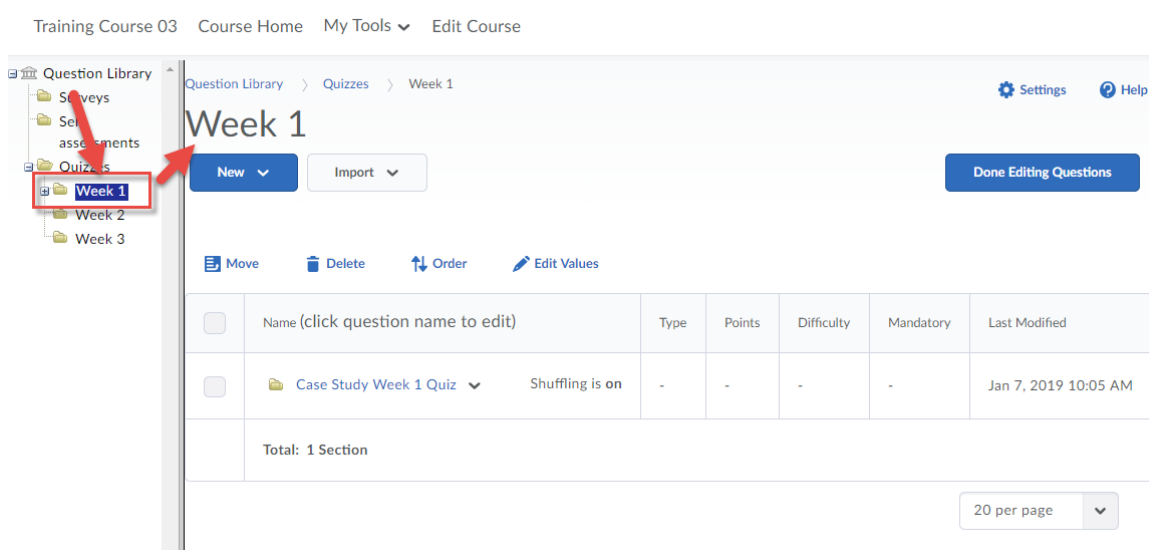 Training Course 03 Course Home My Tools Edit Course
Question Library
Surveys
assessments
Quizzes
Week 1
Week 2
Week 3
Question Library > Quizzes > Week 1
Settings Help
Week 1
New Import Done Editing Questions
Move Delete Order Edit Values
Name (click question name to edit) Type Points Difficulty Mandatory Last Modified
Case Study Week 1 Quiz Shuffling is on - - - - Jan 7, 2019 10:05 AM
Total: 1 Section
20 per page